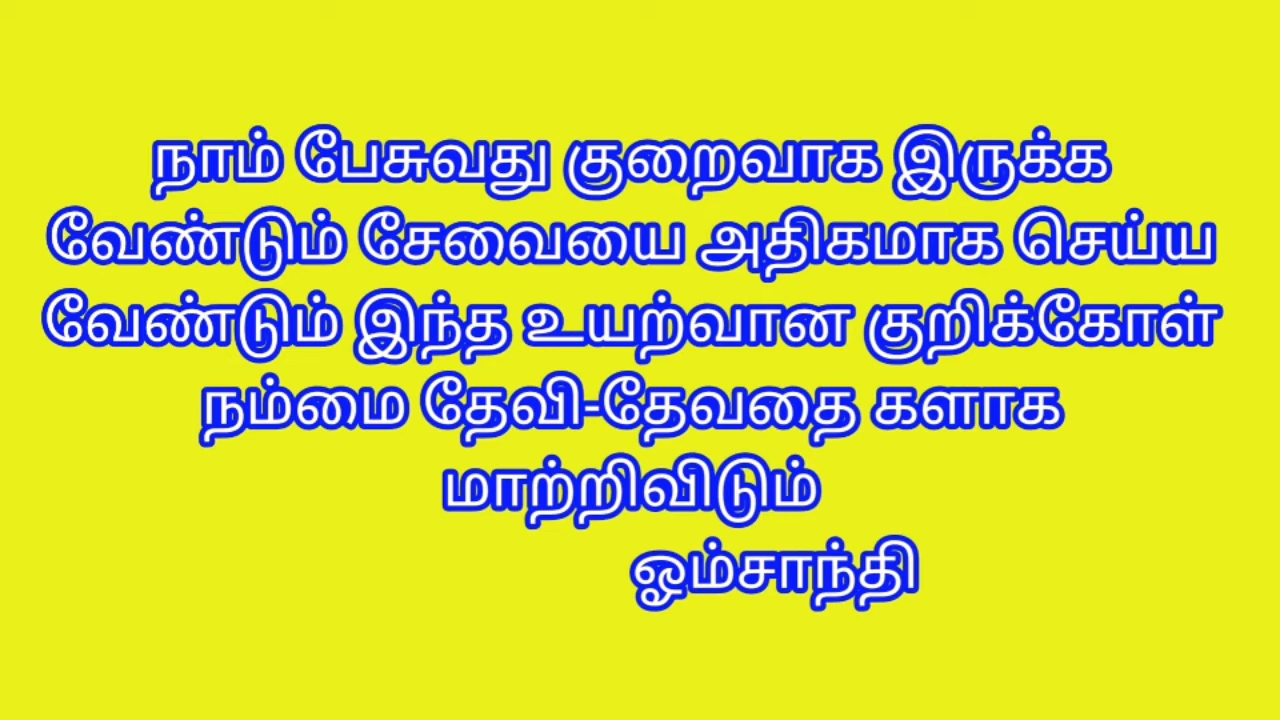 நாம் பேசுவது குறைவாக இருக்க
வேண்டும் சேவையை அதிகமாக செய்ய
வேண்டும் இந்த உயற்வான குறிக்கோள்
நம்மை தேவி-தேவதை களாக
மாற்றிவிடும்
ஓம்சாந்தி